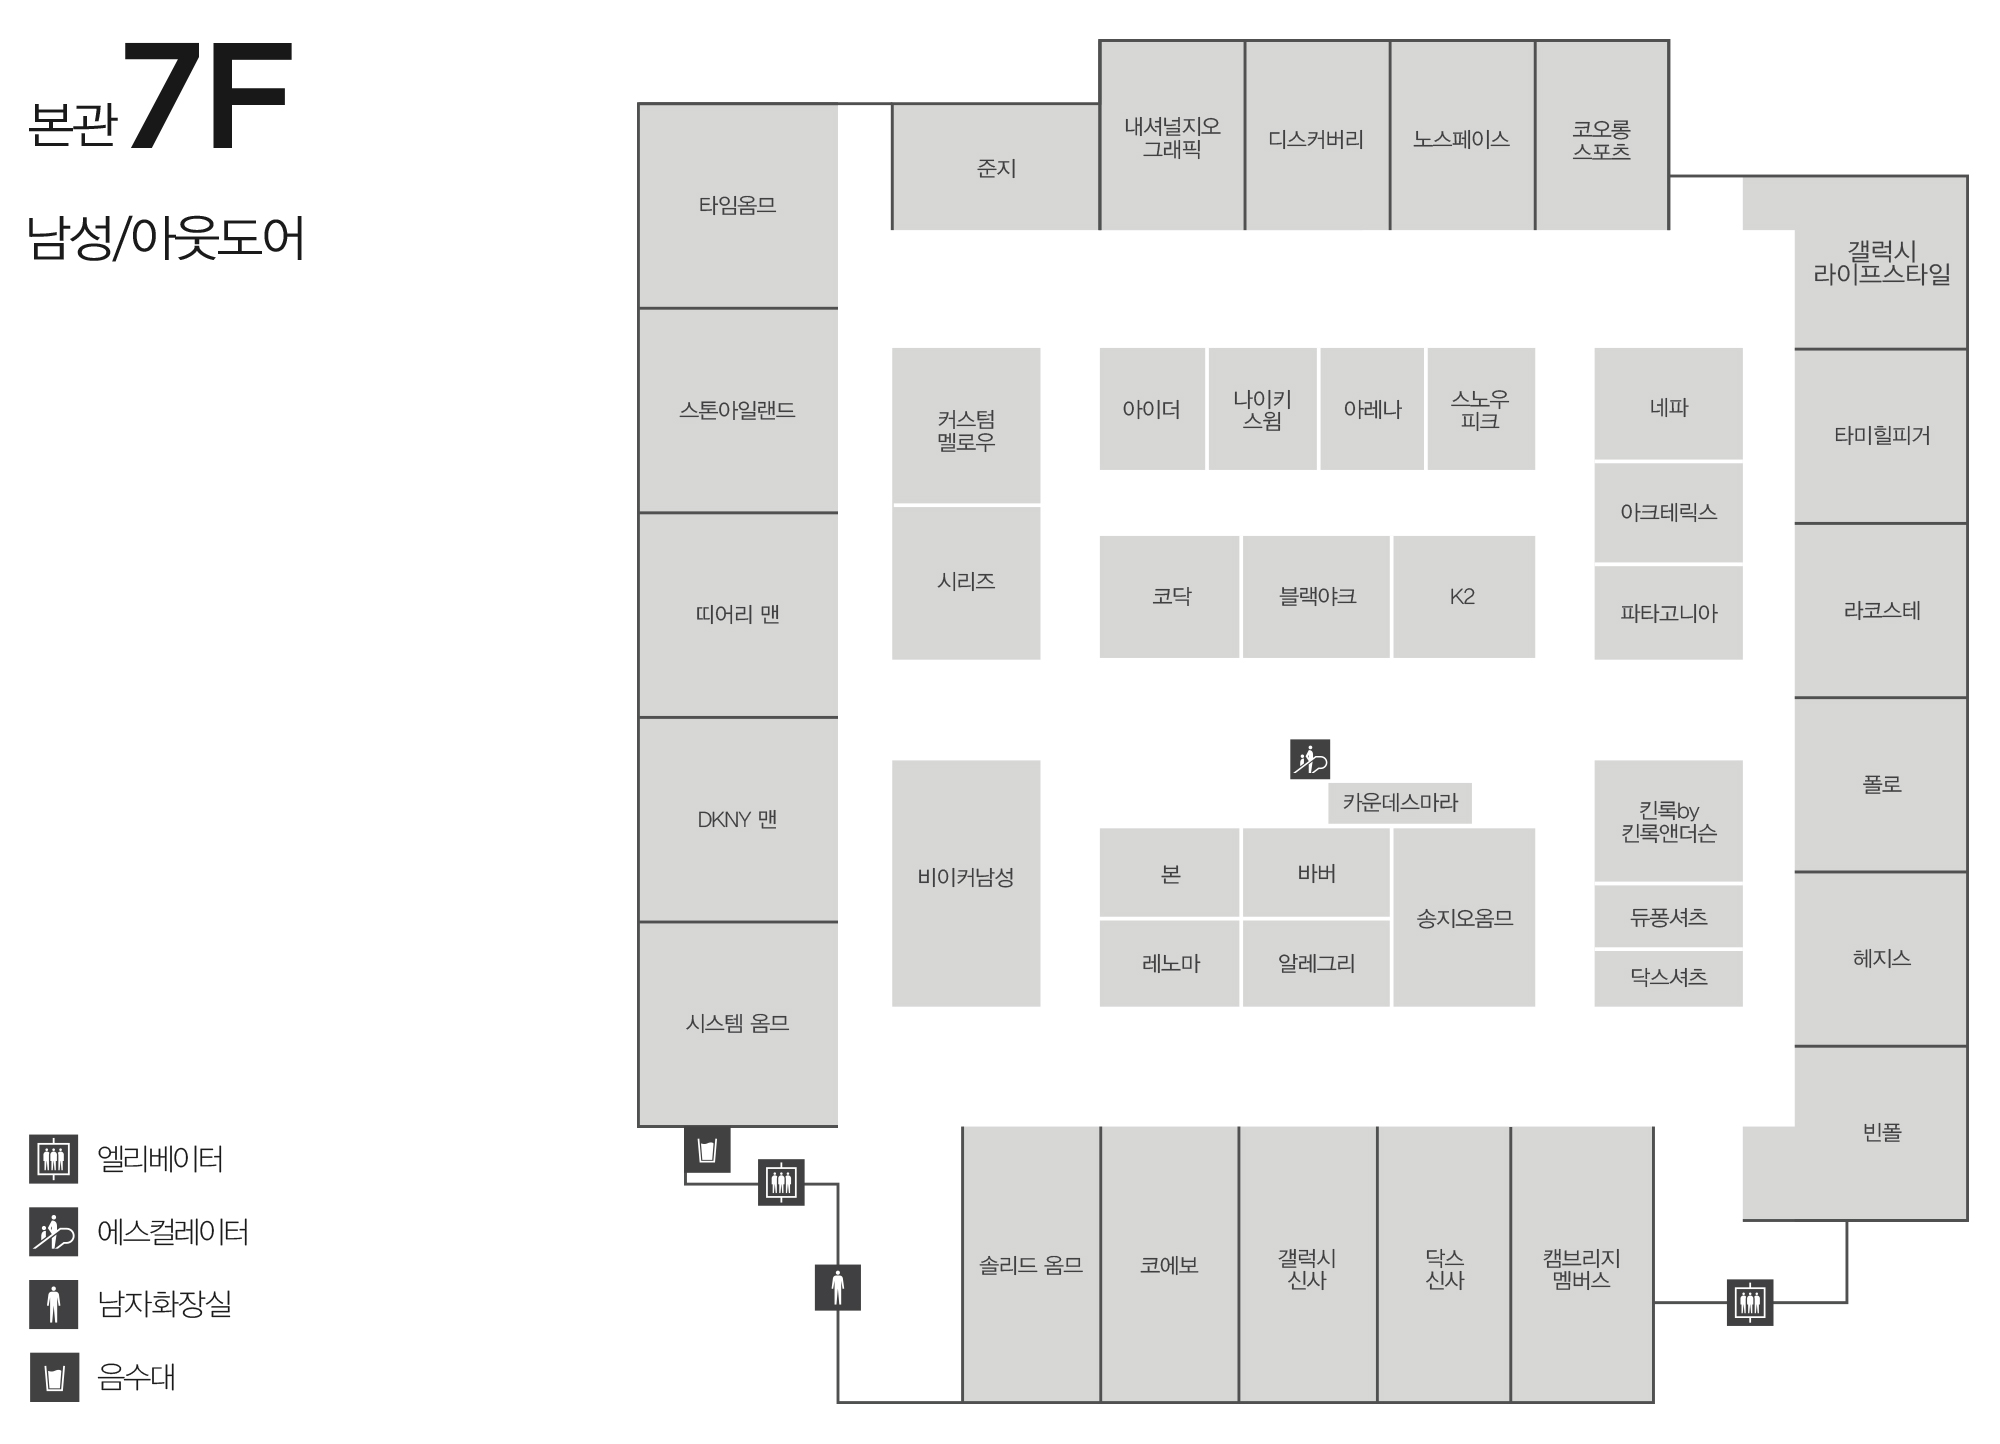 본관 7F
남성/아웃도어
내셔널지오
그래픽
디스커버리
노스페이스
코오롱
스포츠
준지
타임옴므
갤럭시
라이프스타일
스톤아일랜드
커스텀
멜로우
아이더
나이키
스윔
아레나
스노우
피크
네파
타미힐피거
아크테릭스
시리즈
코닥
블랙야크
K2
파타고니아
띠어리 맨
라코스테
폴로
카운데스마라
DKNY 맨
킨록by
킨록앤더슨
비이커남성
본
바버
송지오옴므
듀퐁셔츠
레노마
알레그리
닥스셔츠
헤지스
시스템 옴므
빈폴
솔리드 옴므
코에보
갤럭시
신사
닥스
신사
캠브리지
멤버스
엘리베이터
에스컬레이터
남자화장실
음수대